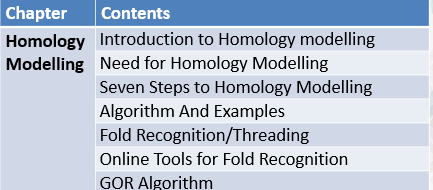 Chapter Contents
Homology Modelling
Introduction to Homology modelling
Need for Homology Modelling
Seven Steps to Homology Modelling
Algorithm And Examples
Fold Recognition/Threading
Online Tools for Fold Recognition
GOR Algorithm